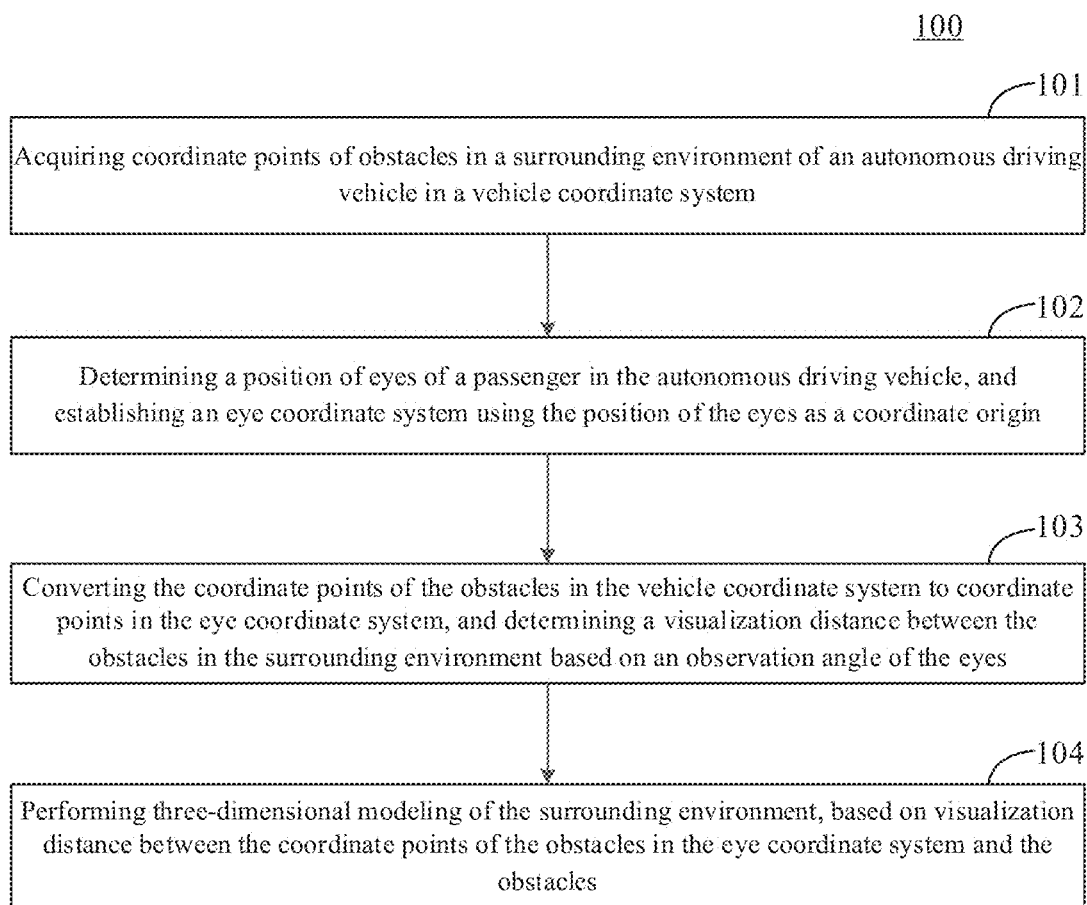 100
101
Acquiring coordinate points of obstacles in a surrounding environment of an autonomous driving
vehicle in a vehicle coordinate system
102
Determining a position of eyes of a passenger in the autonomous driving vehicle, and
establishing an eye coordinate system using the position of the eyes as a coordinate origin
103
Converting the coordinate points of the obstacles in the vehicle coordinate system to coordinate
points in the eye coordinate system, and determining a visualization distance between the
obstacles in the surrounding environment based on an observation angle of the eyes
104
Performing three-dimensional modeling of the surrounding environment, based on visualization
distance between the coordinate points of the obstacles in the eye coordinate system and the
obstacles